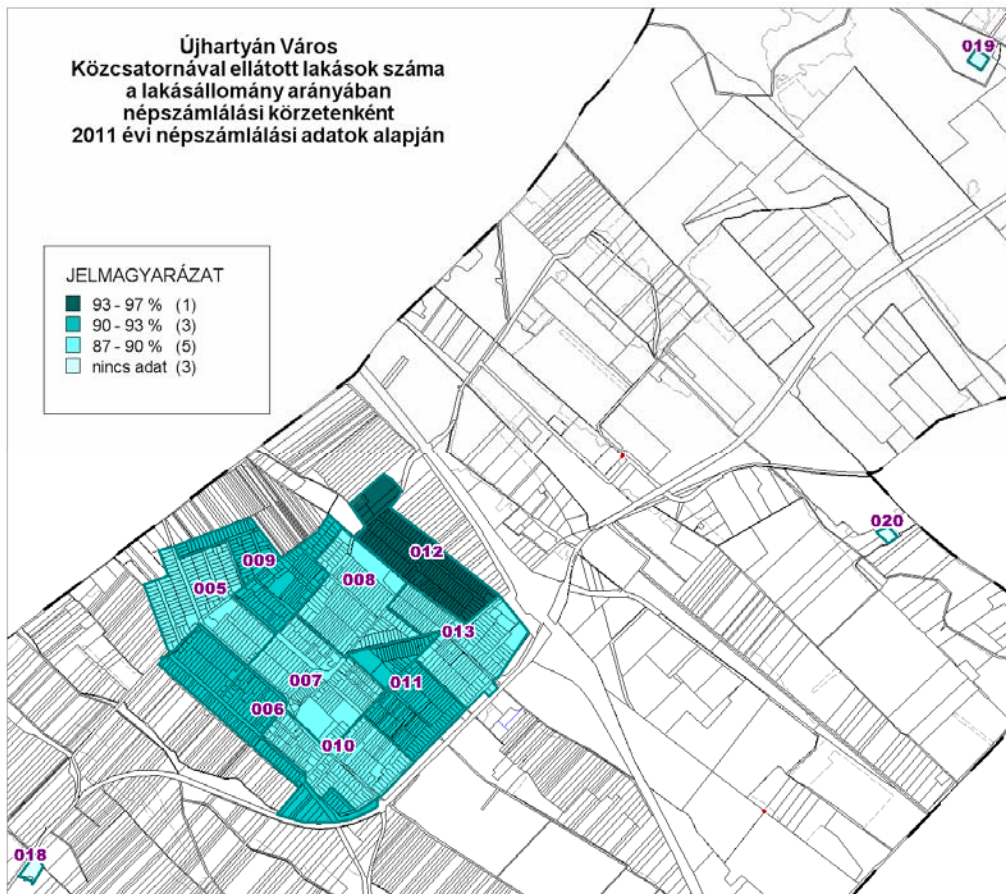 Újhartyán Város
Közcsatornával ellátott lakások száma
a lakásállomány arányában
népszámlálási körzetenként
2011 évi népszámlálási adatok alapján
JELMAGYARÁZAT
93 - 97 % (1)
90 - 93 % (3)
87 - 90 % (5)
nincs adat (3)
019
020
012
009
008
005
013
007
011
006
010
018